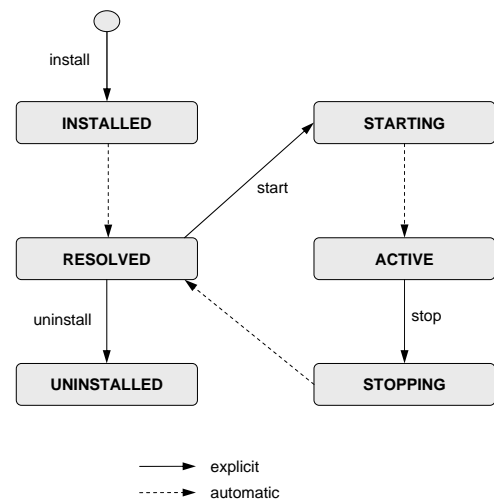 install
INSTALLED
STARTING
start
RESOLVED
ACTIVE
uninstall
stop
UNINSTALLED
STOPPING
explicit
automatic